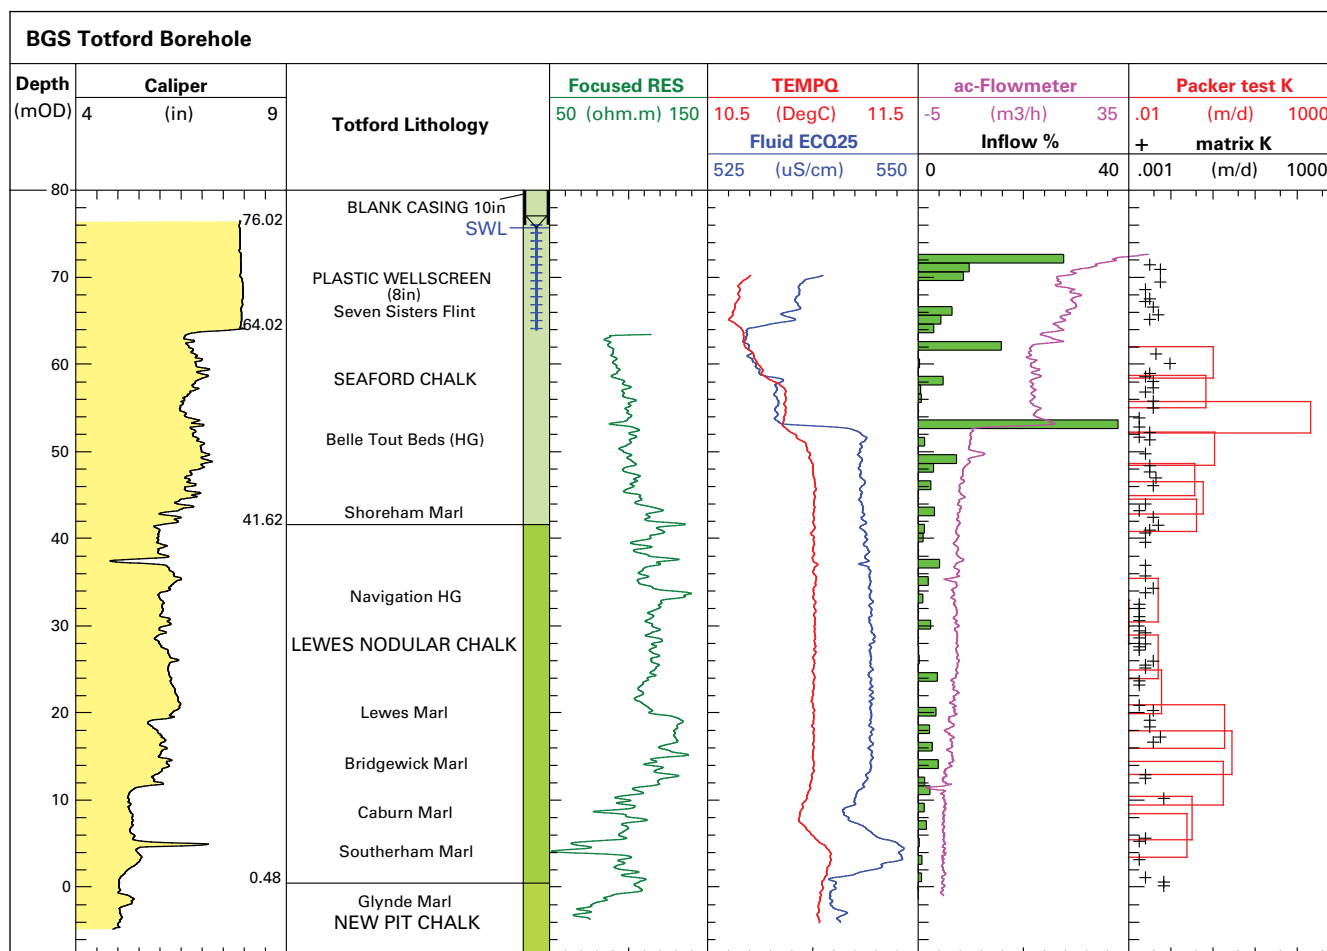 BGS Totford Borehole
Depth
(mOD)
Caliper
4 (in) 9
Totford Lithology
Focused RES
50 (ohm.m) 150
TEMPQ
10.5 (DegC) 11.5
Fluid ECQ25
525 (uS/cm) 550
ac-Flowmeter
-5 (m3/h) 35
Inflow %
0 40
Packer test K
.01 (m/d) 1000
+ matrix K
.001 (m/d) 1000
80
70
60
50
40
30
20
10
0
76.02
64.02
41.62
0.48
BLANK CASING 10in
SWL
PLASTIC WELLSCREEN
(8in)
Seven Sisters Flint
SEAFORD CHALK
Belle Tout Beds (HG)
Shoreham Marl
Navigation HG
LEWES NODULAR CHALK
Lewes Marl
Bridgewick Marl
Caburn Marl
Southerham Marl
Glynde Marl
NEW PIT CHALK